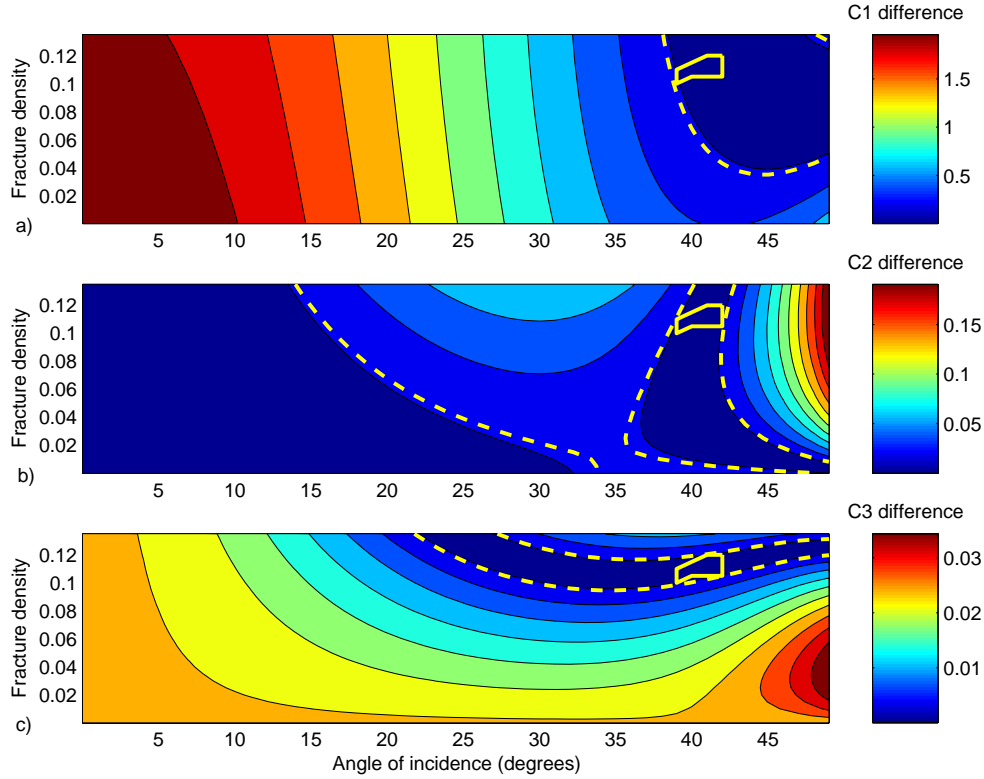 C1 difference
Fracture density
0.12
0.1
0.08
0.06
0.04
0.02
a)
5 10 15 20 25 30 35 40 45
1.5
1
0.5
C2 difference
Fracture density
0.12
0.1
0.08
0.06
0.04
0.02
b)
5 10 15 20 25 30 35 40 45
0.15
0.1
0.05
C3 difference
Fracture density
0.12
0.1
0.08
0.06
0.04
0.02
c)
5 10 15 20 25 30 35 40 45
Angle of incidence (degrees)
0.03
0.02
0.01